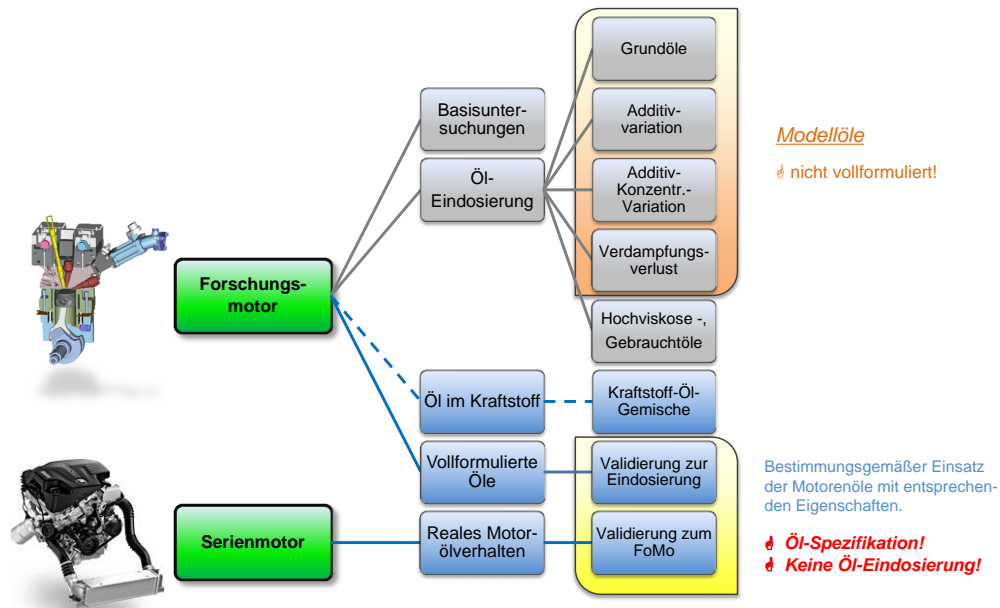 Grundöle
Basisunter-
suchungen
Additiv-
variation
Modellöle
nicht vollformuliert!
Öl-
Eindosierung
Additiv-
Konzentr.-
Variation
Verdampfungs-
verlust
Forschungs-
motor
Hochviskose -,
Gebrauchtöle
Öl im Kraftstoff
Kraftstoff-Öl-
Gemische
Vollformulierte
Öle
Validierung zur
Eindosierung
Bestimmungsgemäßer Einsatz
der Motorenöle mit entsprechen-
den Eigenschaften.
Serienmotor
Reales Motor-
ölverhalten
Validierung zum
FoMo
Öl-Spezifikation!
Keine Öl-Eindosierung!